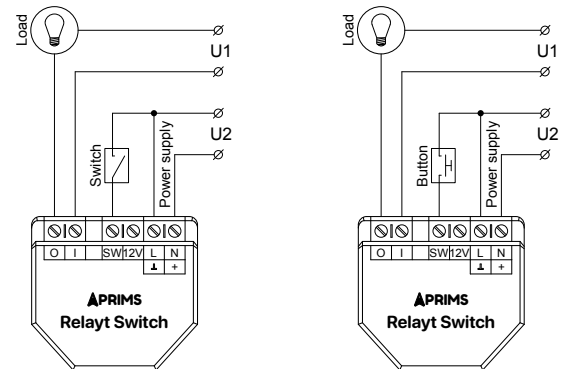 Load
U1
U2
Switch
Power supply
O I SW 12V L N
⊥ +
APRIMS
Relayt Switch
Load
U1
U2
Button
Power supply
O I SW 12V L N
⊥ +
APRIMS
Relayt Switch